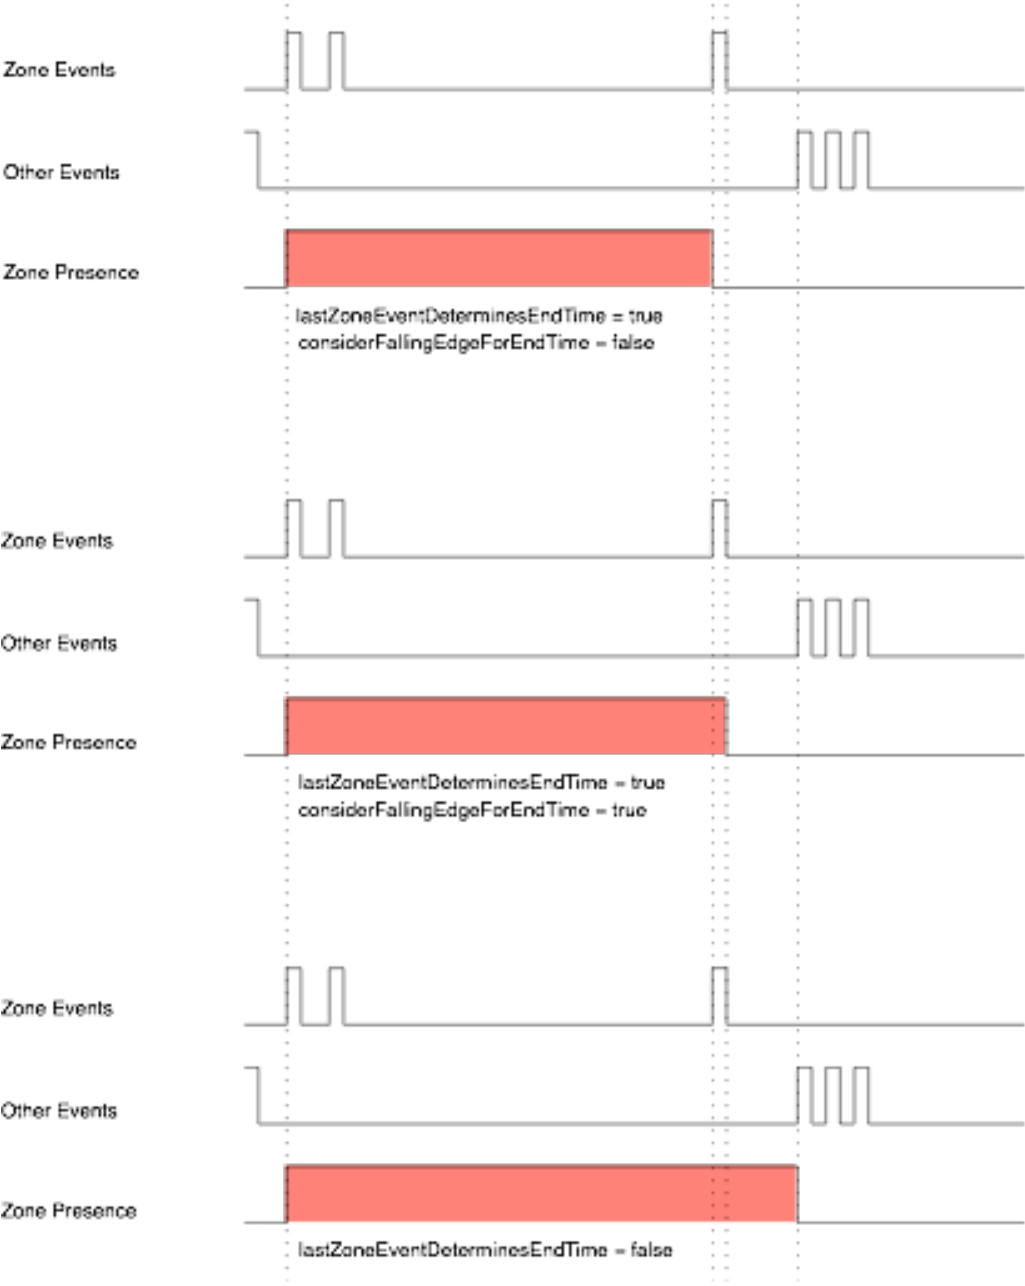 Zone Events
Other Events
Zone Presence
lastZoneEventDeterminesEndTime = true
considerFallingEdgeForEndTime = false
Zone Events
Other Events
Zone Presence
lastZoneEventDeterminesEndTime = true
considerFallingEdgeForEndTime = true
Zone Events
Other Events
Zone Presence
lastZoneEventDeterminesEndTime = false